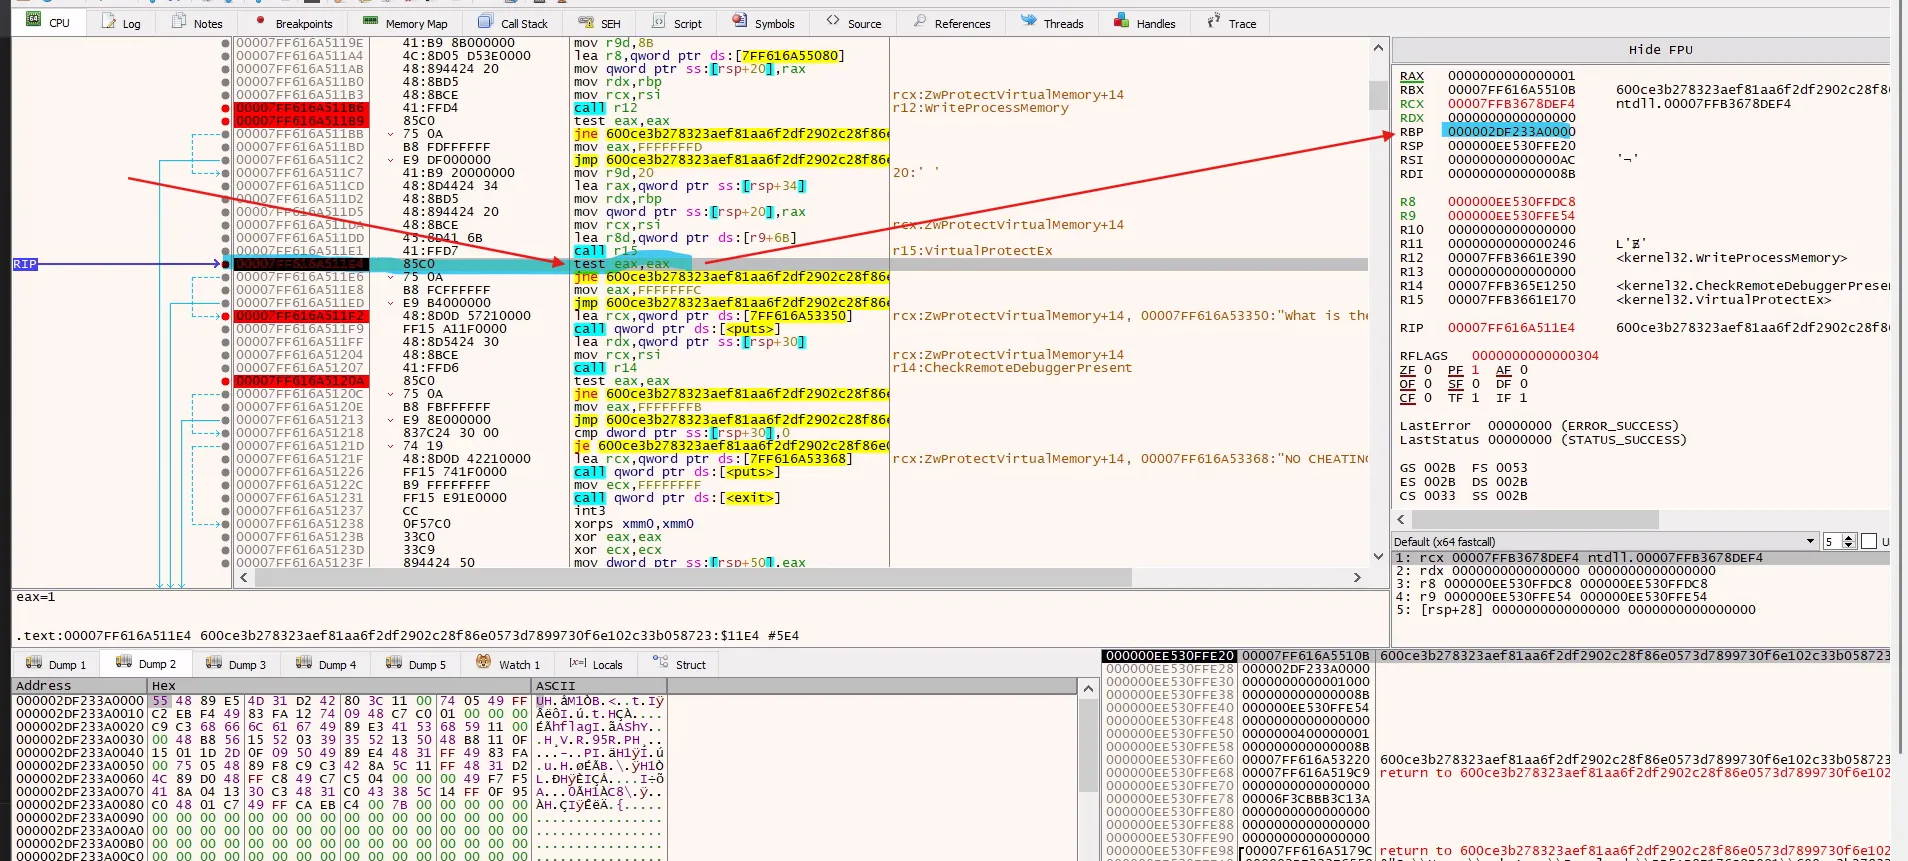 CPU Log Notes Breakpoints Memory Map Call Stack SEH Script Symbols Source References Threads Handles Trace
00007FF616A5119E 41:B9 8B000000 mov r9d,8B
00007FF616A511A4 4C:8D05 D53E0000 lea r8,qword ptr ds:[7FF616A55080]
00007FF616A511AB 48:894424 20 mov qword ptr ss:[rsp+20],rax
00007FF616A511B0 48:8BD5 mov rdx,rbp
00007FF616A511B3 48:8BCE mov rcx,rsi rcx:ZwProtectVirtualMemory+14
00007FF616A511B6 41:FFD4 call r12 r12:WriteProcessMemory
00007FF616A511B9 85C0 test eax,eax
00007FF616A511BB 75 0A jne 600ce3b278323aef81aa6f2df2902c28f86e
00007FF616A511BD B8 FDFFFFFF mov eax,FFFFFFFD
00007FF616A511C2 E9 DF000000 jmp 600ce3b278323aef81aa6f2df2902c28f86e
00007FF616A511C7 41:B9 20000000 mov r9d,20 20:' '
00007FF616A511CD 48:8D4424 34 lea rax,qword ptr ss:[rsp+34]
00007FF616A511D2 48:8BD5 mov rdx,rbp
00007FF616A511D5 48:894424 20 mov qword ptr ss:[rsp+20],rax
00007FF616A511DA 48:8BCE mov rcx,rsi rcx:ZwProtectVirtualMemory+14
00007FF616A511DD 45:8D41 6B lea r8d,qword ptr ds:[r9+6B]
00007FF616A511E1 41:FFD7 call r15 r15:VirtualProtectEx
RIP 00007FF616A511E4 85C0 test eax,eax
00007FF616A511E6 75 0A jne 600ce3b278323aef81aa6f2df2902c28f86e
00007FF616A511E8 B8 FCFFFFFF mov eax,FFFFFFFC
00007FF616A511ED E9 B4000000 jmp 600ce3b278323aef81aa6f2df2902c28f86e
00007FF616A511F2 48:8D0D 57210000 lea rcx,qword ptr ds:[7FF616A53350] rcx:ZwProtectVirtualMemory+14, 00007FF616A53350:"What is the
00007FF616A511F9 FF15 A11F0000 call qword ptr ds:[<puts>]
00007FF616A511FF 48:8D5424 30 lea rdx,qword ptr ss:[rsp+30]
00007FF616A51204 48:8BCE mov rcx,rsi rcx:ZwProtectVirtualMemory+14
00007FF616A51207 41:FFD6 call r14 r14:CheckRemoteDebuggerPresent
00007FF616A5120A 85C0 test eax,eax
00007FF616A5120C 75 0A jne 600ce3b278323aef81aa6f2df2902c28f86e
00007FF616A5120E B8 FBFFFFFF mov eax,FFFFFFFB
00007FF616A51213 E9 8E000000 jmp 600ce3b278323aef81aa6f2df2902c28f86e
00007FF616A51218 837C24 30 00 cmp dword ptr ss:[rsp+30],0
00007FF616A5121D 74 19 je 600ce3b278323aef81aa6f2df2902c28f86e0
00007FF616A5121F 48:8D0D 42210000 lea rcx,qword ptr ds:[7FF616A53368] rcx:ZwProtectVirtualMemory+14, 00007FF616A53368:"NO CHEATING
00007FF616A51226 FF15 741F0000 call qword ptr ds:[<puts>]
00007FF616A5122C B9 FFFFFFFF mov ecx,FFFFFFFF
00007FF616A51231 FF15 E91E0000 call qword ptr ds:[<exit>]
00007FF616A51237 CC int3
00007FF616A51238 0F57C0 xorps xmm0,xmm0
00007FF616A5123B 33C0 xor eax,eax
00007FF616A5123D 33C9 xor ecx,ecx
00007FF616A5123F 894424 50 mov dword ptr ss:[rsp+50],eax
Hide FPU
RAX 0000000000000001
RBX 00007FF616A5510B 600ce3b278323aef81aa6f2df2902c28f8
RCX 00007FFB3678DEF4 ntdll.00007FFB3678DEF4
RDX 0000000000000000
RBP 000002DF233A0000
RSP 000000EE530FFE20
RSI 00000000000000AC '¬'
RDI 000000000000008B
R8 000000EE530FFDC8
R9 000000EE530FFE54
R10 0000000000000000
R11 0000000000000246
R12 00007FFB3661E390 <kernel32.WriteProcessMemory>
R13 0000000000000000
R14 00007FFB365E1250 <kernel32.CheckRemoteDebuggerPresen
R15 00007FFB3661E170 <kernel32.VirtualProtectEx>
RIP 00007FF616A511E4 600ce3b278323aef81aa6f2df2902c28f8
RFLAGS 0000000000000304
ZF 0 PF 1 AF 0
OF 0 SF 0 DF 0
CF 0 TF 1 IF 1
LastError 00000000 (ERROR_SUCCESS)
LastStatus 00000000 (STATUS_SUCCESS)
GS 002B FS 0053
ES 002B DS 002B
CS 0033 SS 002B
Default (x64 fastcall) 5 U
1: rcx 00007FFB3678DEF4 ntdll.00007FFB3678DEF4
2: rdx 0000000000000000 0000000000000000
3: r8 000000EE530FFDC8 000000EE530FFDC8
4: r9 000000EE530FFE54 000000EE530FFE54
5: [rsp+28] 0000000000000000 0000000000000000
eax=1
.text:00007FF616A511E4 600ce3b278323aef81aa6f2df2902c28f86e0573d7899730f6e102c33b058723:$11E4 #5E4
Dump 1 Dump 2 Dump 3 Dump 4 Dump 5 Watch 1 Locals Struct
Address Hex ASCII
000002DF233A0000 55 48 89 E5 4D 31 D2 42 80 3C 11 00 74 05 49 FF
000002DF233A0010 C2 EB F4 49 83 FA 12 74 09 48 C7 C0 01 00 00 00
000002DF233A0020 C9 C3 68 66 6C 61 67 49 89 E3 41 53 68 59 11 00
000002DF233A0030 00 48 B8 56 15 52 03 39 35 52 13 50 48 B8 11 0F
000002DF233A0040 15 01 1D 2D 0F 09 50 49 89 E4 48 31 FF 49 83 FA
000002DF233A0050 00 75 05 48 89 F8 C9 C3 42 8A 5C 11 FF 48 31 D2
000002DF233A0060 4C 89 D0 48 FF C8 49 C7 C5 04 00 00 00 49 F7 F5
000002DF233A0070 41 8A 04 13 30 C3 48 31 C0 43 38 5C 14 FF 0F 95
000002DF233A0080 C0 48 01 C7 49 FF CA EB C4 00 7B 00 00 00 00 00
000002DF233A0090 00 00 00 00 00 00 00 00 00 00 00 00 00 00 00 00
000002DF233A00A0 00 00 00 00 00 00 00 00 00 00 00 00 00 00 00 00
000002DF233A00B0 00 00 00 00 00 00 00 00 00 00 00 00 00 00 00 00
000002DF233A00C0 00 00 00 00 00 00 00 00 00 00 00 00 00 00 00 00
000000EE530FFE20 00007FF616A5510B 600ce3b278323aef81aa6f2df2902c28f86e0573d7899730f6e102c33b058723
000000EE530FFE28 000002DF233A0000
000000EE530FFE30 0000000000001000
000000EE530FFE38 000000000000008B
000000EE530FFE40 000000EE530FFE54
000000EE530FFE48 0000000000000000
000000EE530FFE50 0000000400000001
000000EE530FFE58 000000000000008B
000000EE530FFE60 00007FF616A53220 600ce3b278323aef81aa6f2df2902c28f86e0573d7899730f6e102
000000EE530FFE68 00007FF616A519C9 return to 600ce3b278323aef81aa6f2df2902c28f86e0573d7899730f6e102
000000EE530FFE70 0000000000000000
000000EE530FFE78 00006F3CBBB3C13A
000000EE530FFE80 0000000000000000
000000EE530FFE88 0000000000000000
000000EE530FFE90 0000000000000000
000000EE530FFE98 00007FF616A5179C return to 600ce3b278323aef81aa6f2df2902c28f86e0573d7899730f6e102